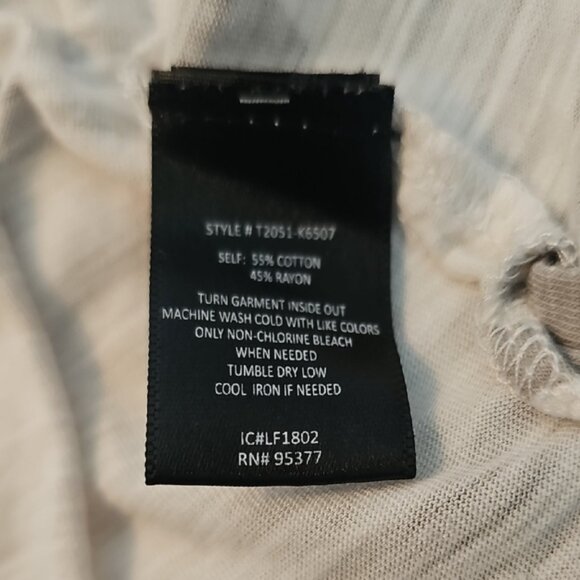 STYLE # T2051-K6507
SELF: 55% COTTON
45% RAYON
TURN GARMENT INSIDE OUT
MACHINE WASH COLD WITH LIKE COLORS
ONLY NON-CHLORINE BLEACH
WHEN NEEDED
TUMBLE DRY LOW
COOL IRON IF NEEDED
IC#LF1802
RN# 95377